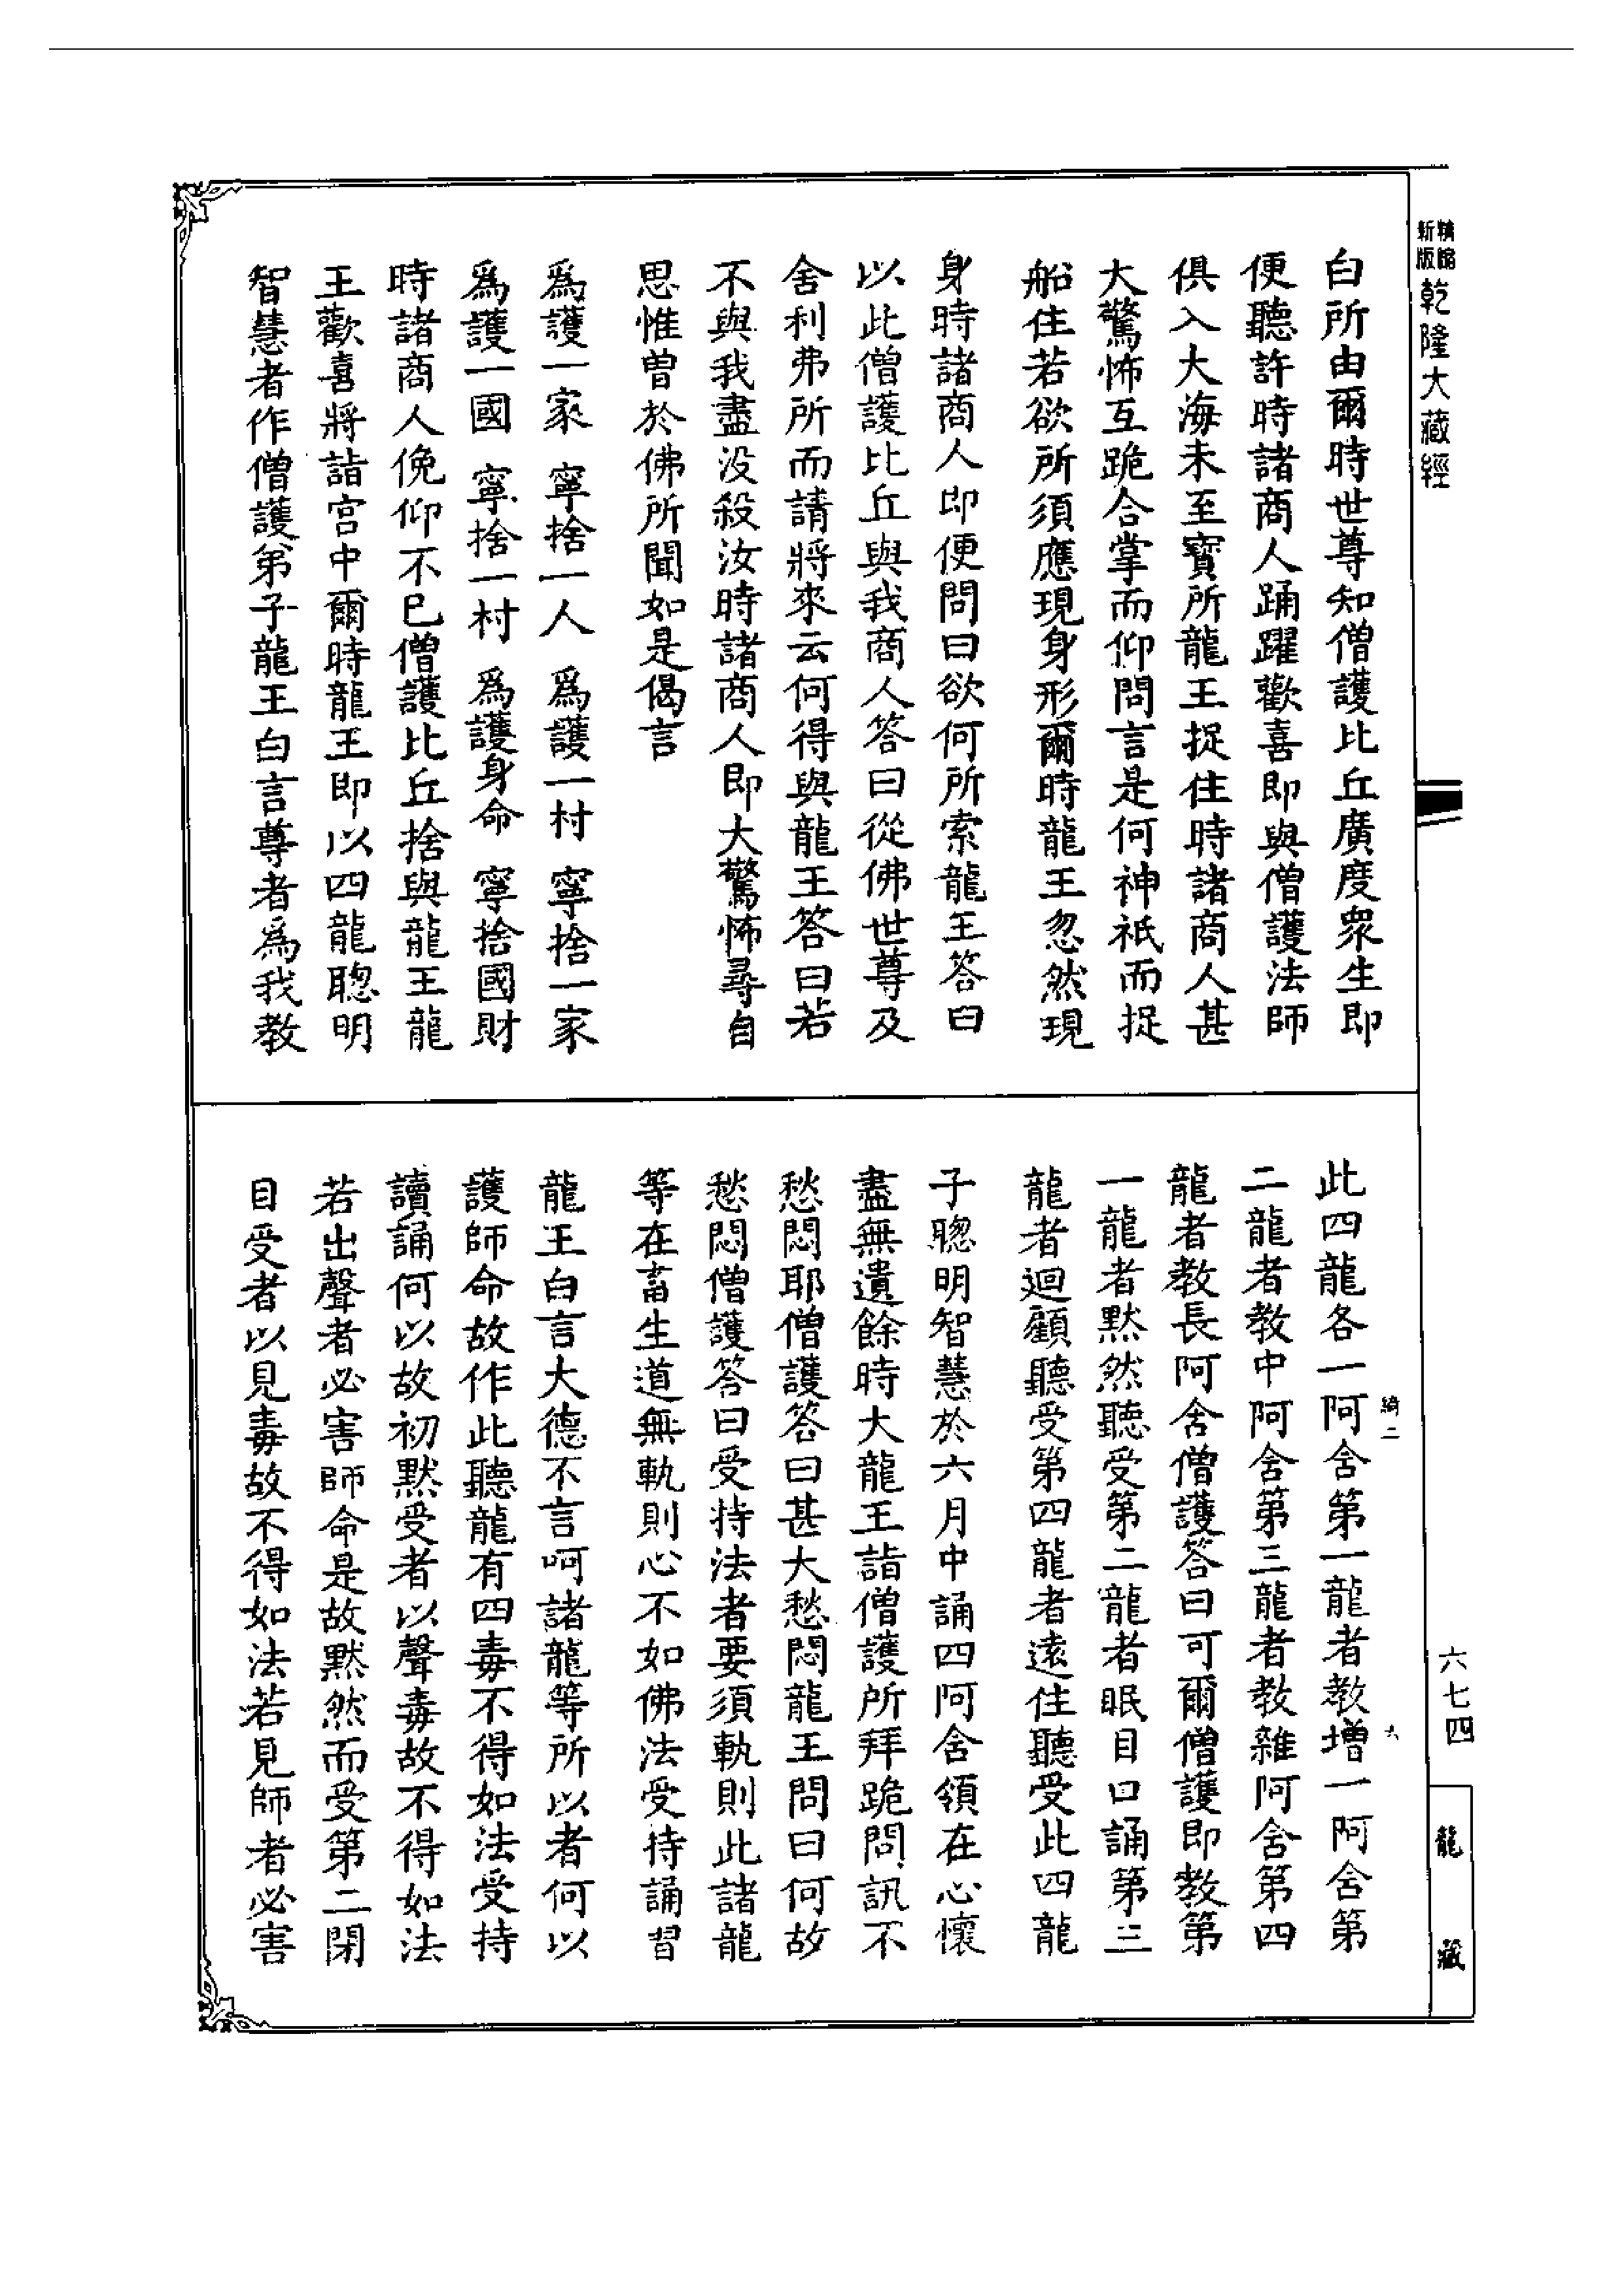 新版
精縮
乾隆大藏經
白所由爾時世尊知僧護比丘廣度眾生即
便聽許時諸商人踊躍歡喜即與僧護法師
俱入大海未至寶所龍王捉住時諸商人甚
大驚怖互跪合掌而仰問言是何神祇而捉
船住若欲所須應現身形爾時龍王忽然現
身時諸商人即便問曰欲何所索龍王答曰
以此僧護比丘與我商人答曰從佛世尊及
舍利弗所而請將來云何得與龍王答曰若
不與我盡沒殺汝時諸商人即大驚怖尋自
思惟曾於佛所聞如是偈言
為護一家 寧捨一人 為護一村 寧捨一家
為護一國 寧捨一村 為護身命 寧捨國財
時諸商人俛仰不已僧護比丘捨與龍王龍
王歡喜將詣宮中爾時龍王即以四龍聰明
智慧者作僧護弟子龍王白言尊者為我教
此四龍各一阿含第一龍者教增一阿含第
二龍者教中阿含第三龍者教雜阿含第四
龍者教長阿含僧護答曰可爾僧護即教第
一龍者默然聽受第二龍者眠目口誦第三
龍者迴顧聽受第四龍者遠住聽受此四龍
子聰明智慧於六月中誦四阿含領在心懷
盡無遺餘時大龍王詣僧護所拜跪問訊不
愁悶耶僧護答曰甚大愁悶龍王問曰何故
愁悶僧護答曰受持法者要須軌則此諸龍
等在畜生道無軌則心不如佛法受持誦習
龍王白言大德不言呵諸龍等所以者何以
護師命故作此聽龍有四毒不得如法受持
讀誦何以故初默受者以聲毒故不得如法
若出聲者必害師命是故默然而受第二閉
目受者以見毒故不得如法若見師者必害
綺二
六
六七四
龍藏